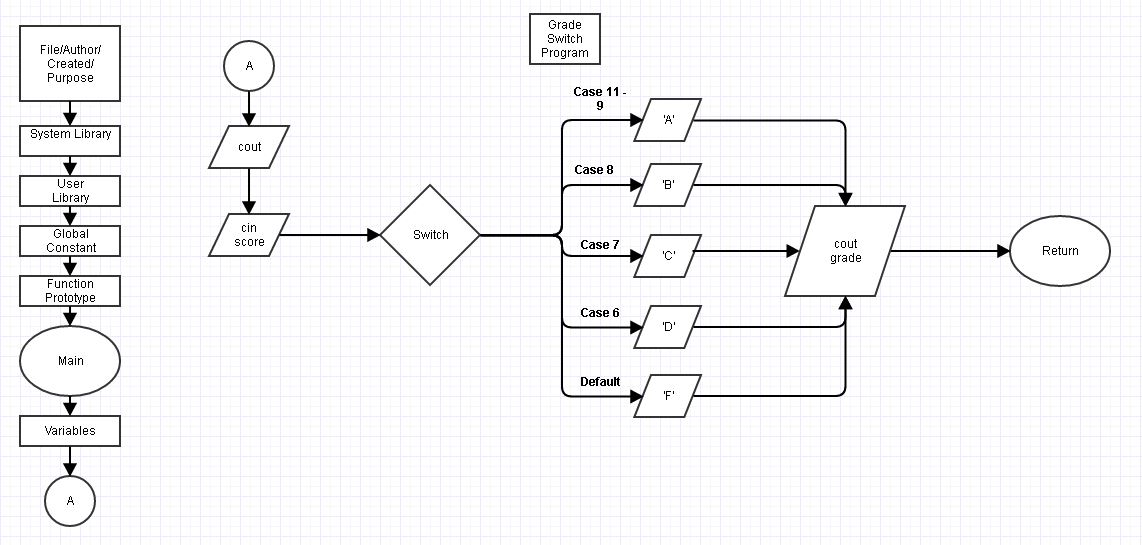 File/Author/
Created/
Purpose
System Library
User
Library
Global
Constant
Function
Prototype
Main
Variables
A
A
cout
cin
score
Switch
Grade
Switch
Program
Case 11 -
9
'A'
Case 8
'B'
Case 7
'C'
Case 6
'D'
Default
'F'
cout
grade
Return